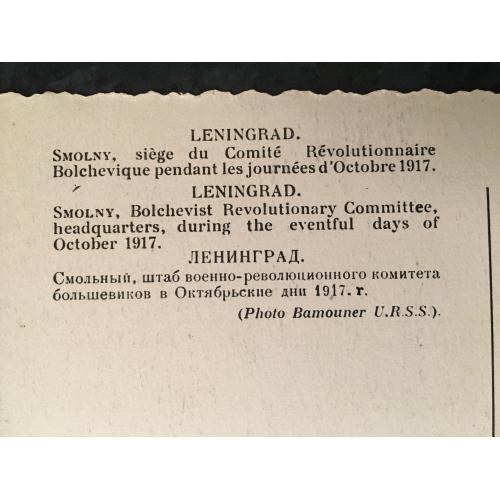 LENINGRAD.
SMOLNY, siège du Comité Révolutionnaire
Bolchevique pendant les journées d'Octobre 1917.
LENINGRAD.
SMOLNY, Bolchevist Revolutionary Committee,
headquarters, during the eventful days of
October 1917.
ЛЕНИНГРАД.
Смольный, штаб военно-революционного комитета
большевиков в Октябрьские дни 1917. г.
(Photo Bamouner U.R.S.S.).